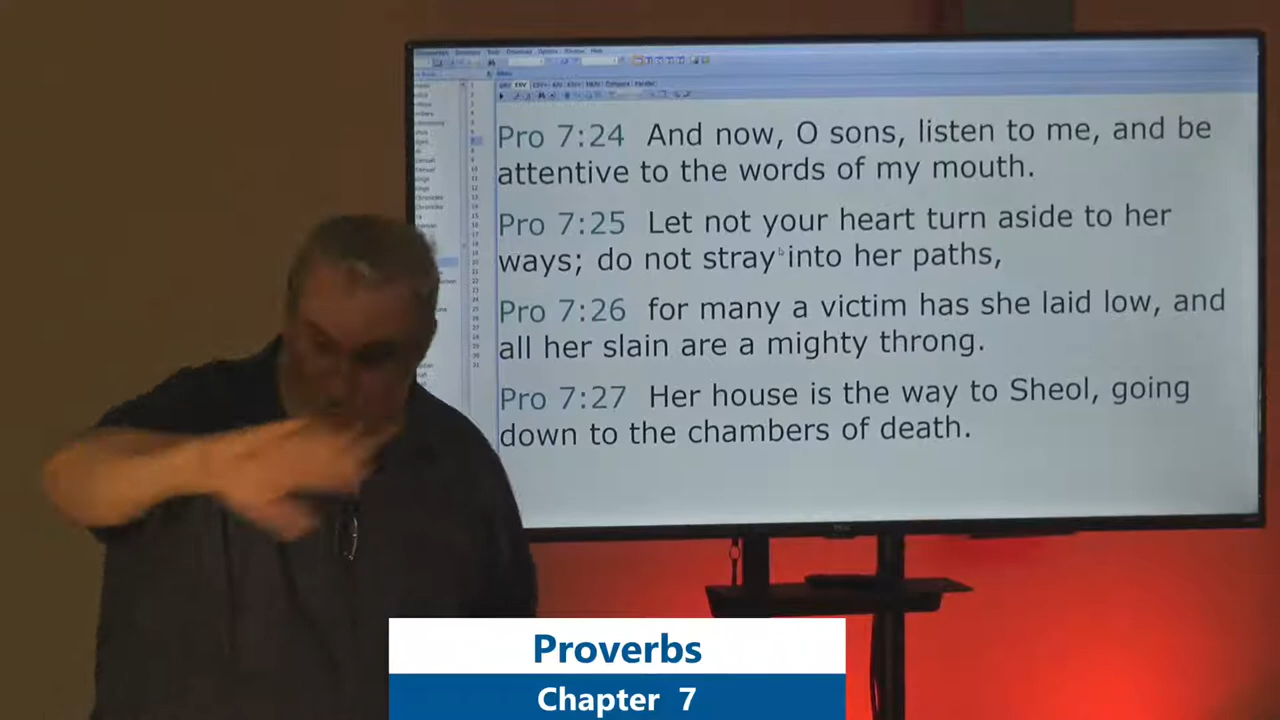 Pro 7:24 And now, O sons, listen to me, and be
attentive to the words of my mouth.
Pro 7:25 Let not your heart turn aside to her
ways; do not stray into her paths,
Pro 7:26 for many a victim has she laid low, and
all her slain are a mighty throng.
Pro 7:27 Her house is the way to Sheol, going
down to the chambers of death.
Proverbs
Chapter 7